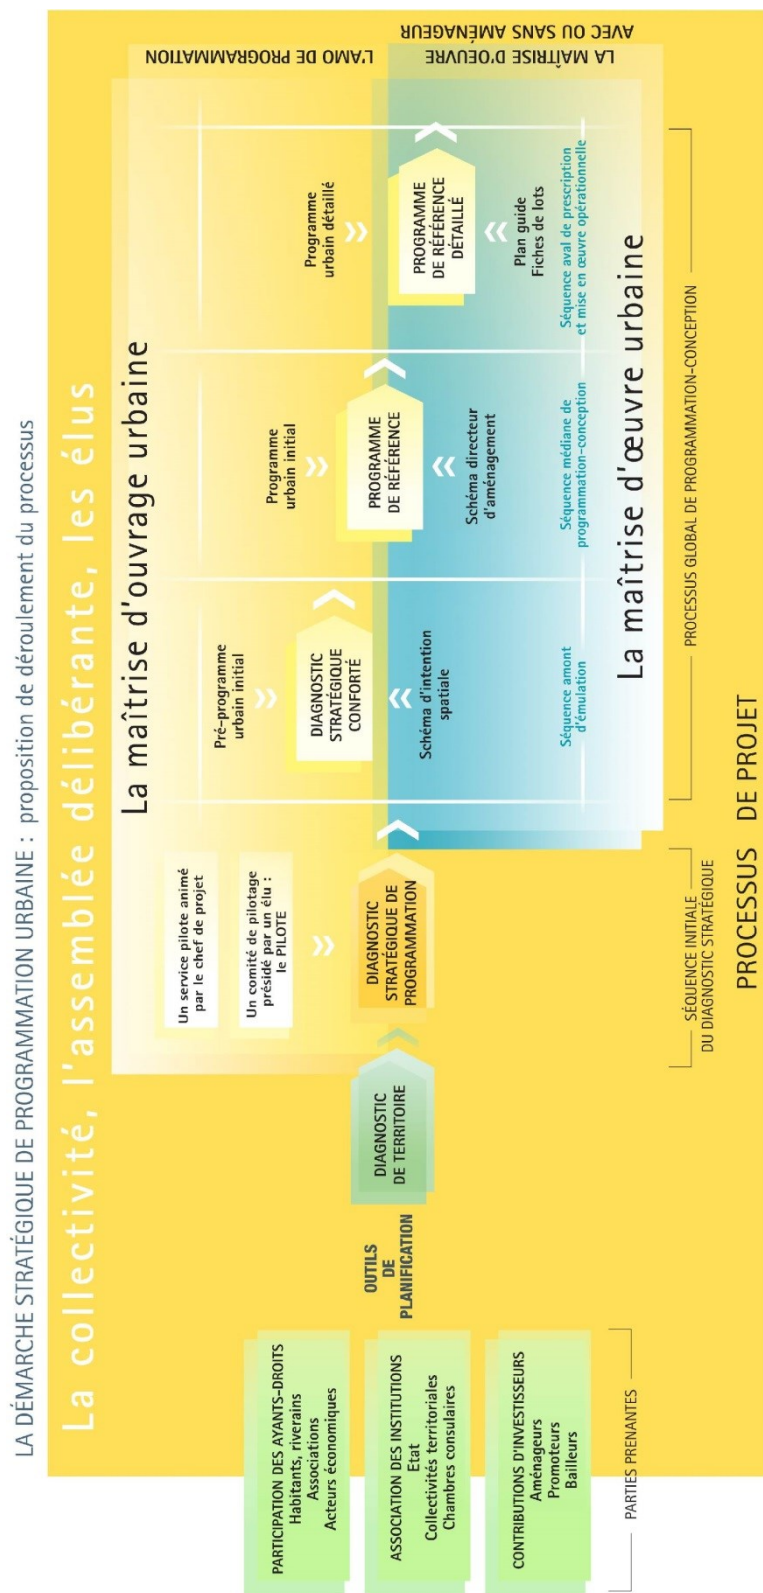 LA DÉMARCHE STRATÉGIQUE DE PROGRAMMATION URBAINE : proposition de déroulement du processus
La collectivité, l'assemblée délibérante, les élus
PARTICIPATION DES AYANTS-DROITS
Habitants, riverains
Associations
Acteurs économiques
ASSOCIATION DES INSTITUTIONS
Etat
Collectivités territoriales
Chambres consulaires
CONTRIBUTIONS D'INVESTISSEURS
Aménageurs
Promoteurs
Bailleurs
PARTIES PRENANTES
OUTILS
DE
PLANIFICATION
DIAGNOSTIC
DE TERRITOIRE
Un service pilote animé
par le chef de projet
Un comité de pilotage
présidé par un élu :
le PILOTE
DIAGNOSTIC
STRATÉGIQUE DE
PROGRAMMATION
SÉQUENCE INITIALE
DU DIAGNOSTIC STRATÉGIQUE
La maîtrise d'ouvrage urbaine
Pré-programme
urbain initial
DIAGNOSTIC
STRATÉGIQUE
CONFORTÉ
Schéma d'intention
spatiale
Séquence amont
d'émulation
Programme
urbain initial
PROGRAMME
DE RÉFÉRENCE
Schéma directeur
d'aménagement
Séquence médiane de
programmation-conception
Programme
urbain détaillé
PROGRAMME
DE RÉFÉRENCE
DÉTAILLÉ
Plan guide
Fiches de lots
Séquence aval de prescription
et mise en œuvre opérationnelle
La maîtrise d'œuvre urbaine
L'AMO DE PROGRAMMATION
LA MAÎTRISE D'OEUVRE
AVEC OU SANS AMÉNAGEUR
PROCESSUS GLOBAL DE PROGRAMMATION-CONCEPTION
PROCESSUS DE PROJET